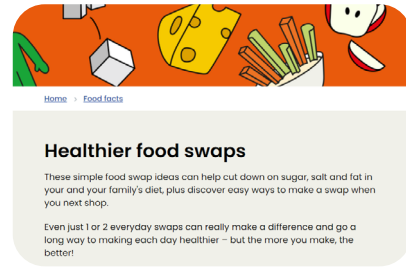 Home › Food facts
Healthier food swaps
These simple food swap ideas can help cut down on sugar, salt and fat in
your and your family's diet, plus discover easy ways to make a swap when
you next shop.
Even just 1 or 2 everyday swaps can really make a difference and go a
long way to making each day healthier – but the more you make, the
better!